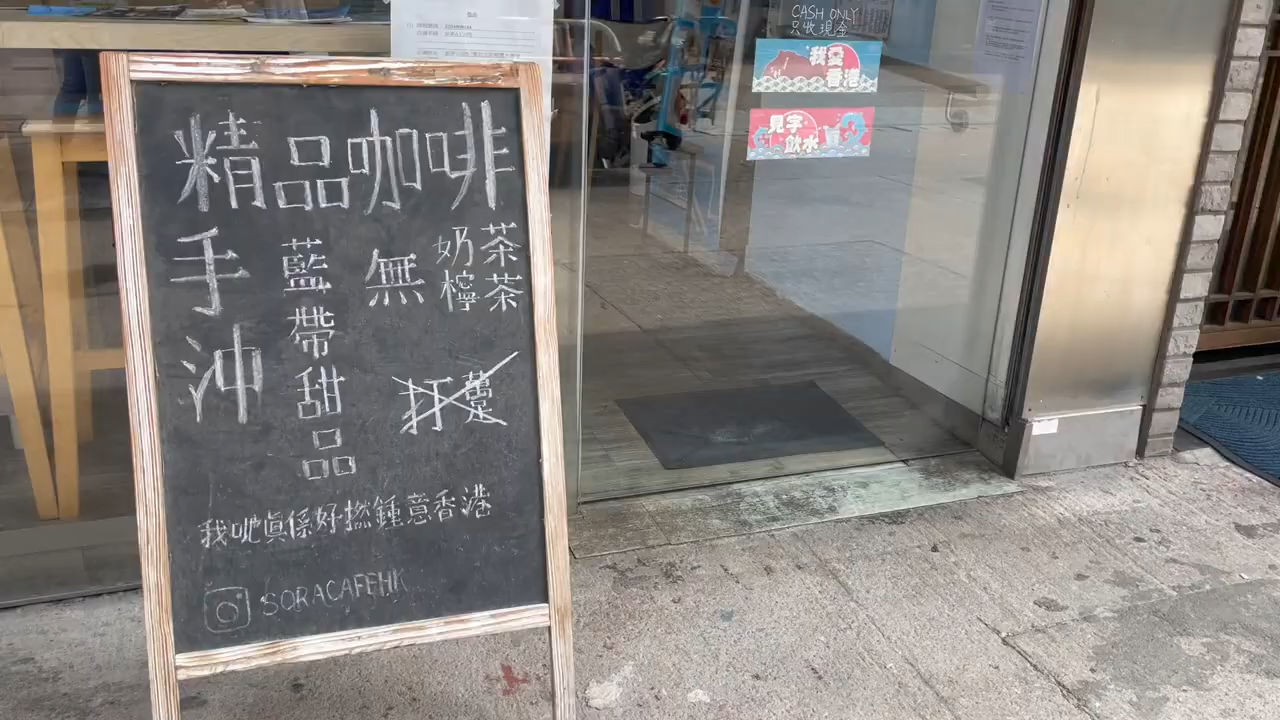 精品咖啡
手沖
藍帶甜品
無
奶茶
檸茶
我哋真係好撚鍾意香港
SORACAFEHK
CASH ONLY
只收現金
我愛
香港
見字
飲水